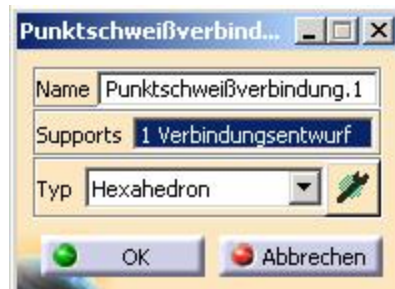 Punktschweißverbind...
Name Punktschweißverbindung.1
Supports 1 Verbindungsentwurf
Typ Hexahedron
OK Abbrechen